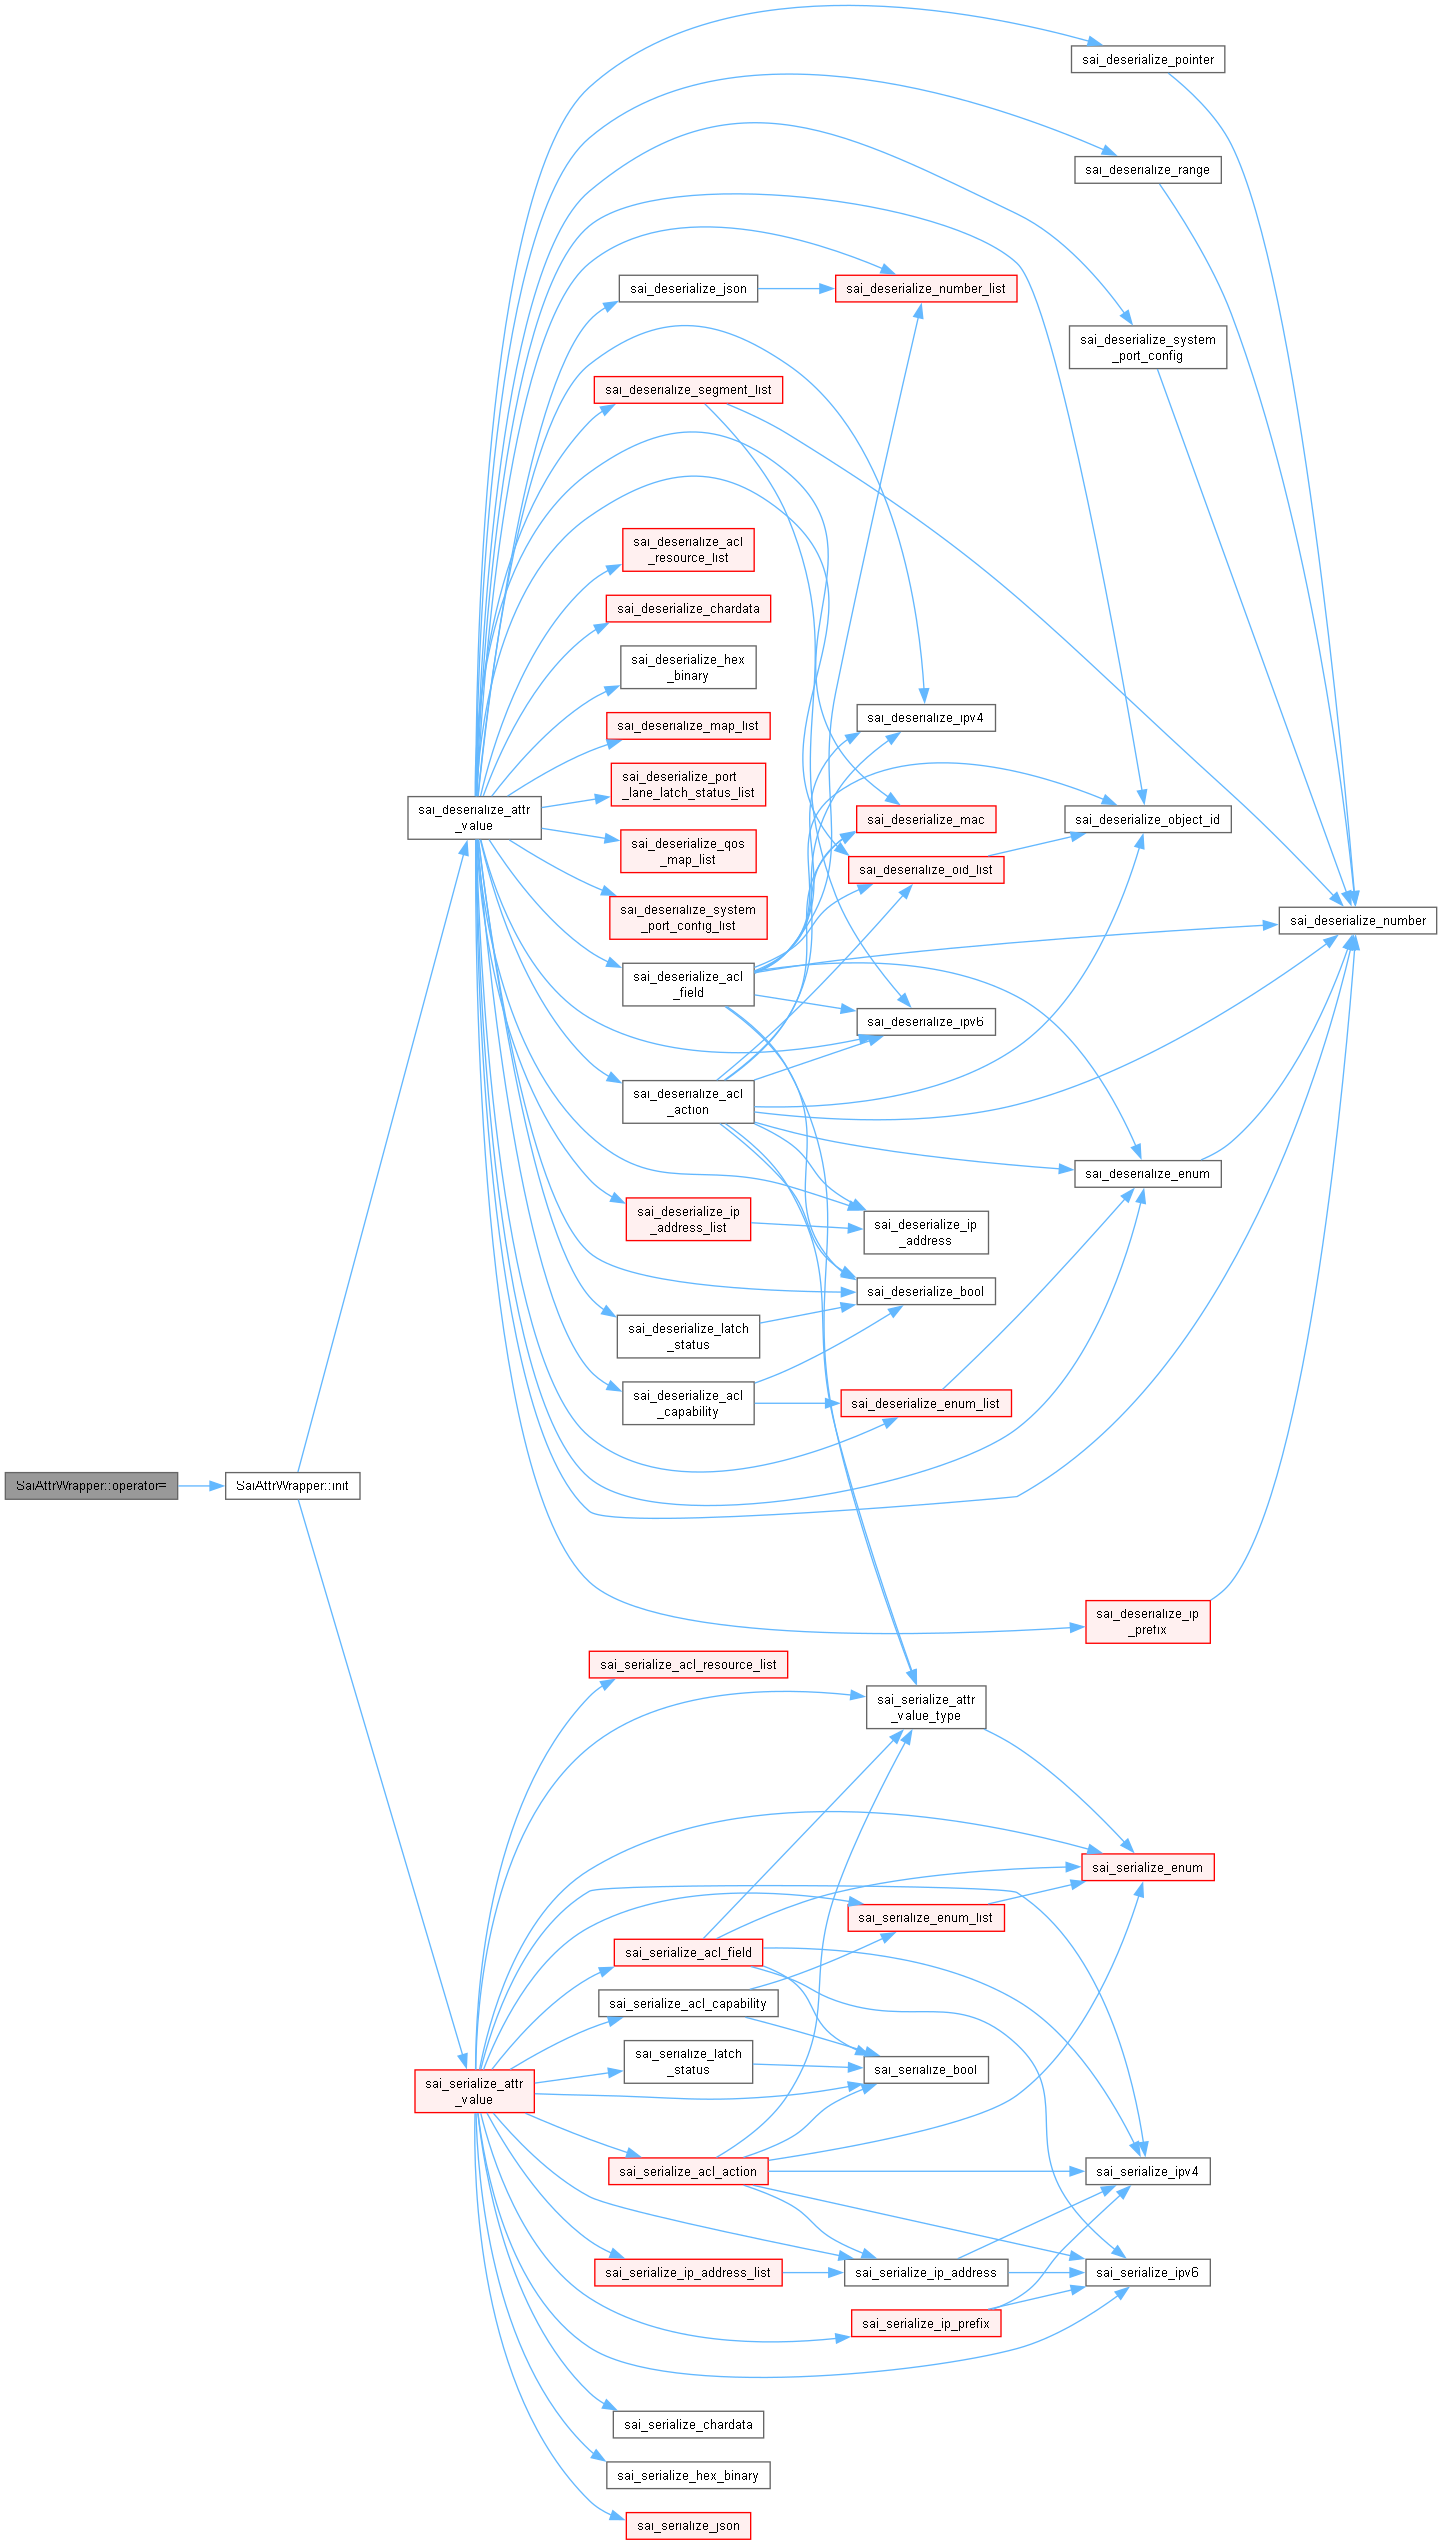 sai_deserialize_pointer
sai_deserialize_range
sai_deserialize_json
sai_deserialize_number_list
sai_deserialize_system
_port_config
sai_deserialize_segment_list
sai_deserialize_acl
_resource_list
sai_deserialize_chardata
sai_deserialize_hex
_binary
sai_deserialize_map_list
sai_deserialize_ipv4
sai_deserialize_port
_lane_latch_status_list
sai_deserialize_attr
_value
sai_deserialize_mac
sai_deserialize_object_id
sai_deserialize_qos
_map_list
sai_deserialize_oid_list
sai_deserialize_system
_port_config_list
sai_deserialize_number
sai_deserialize_acl
_field
sai_deserialize_ipv6
sai_deserialize_acl
_action
sai_deserialize_enum
sai_deserialize_ip
_address_list
sai_deserialize_ip
_address
sai_deserialize_bool
sai_deserialize_latch
_status
sai_deserialize_acl
_capability
sai_deserialize_enum_list
SaiAttrWrapper::operator=
SaiAttrWrapper::init
sai_deserialize_ip
_prefix
sai_serialize_acl_resource_list
sai_serialize_attr
_value_type
sai_serialize_enum
sai_serialize_enum_list
sai_serialize_acl_field
sai_serialize_acl_capability
sai_serialize_latch
_status
sai_serialize_bool
sai_serialize_attr
_value
sai_serialize_acl_action
sai_serialize_ipv4
sai_serialize_ip_address_list
sai_serialize_ip_address
sai_serialize_ipv6
sai_serialize_ip_prefix
sai_serialize_chardata
sai_serialize_hex_binary
sai_serialize_json